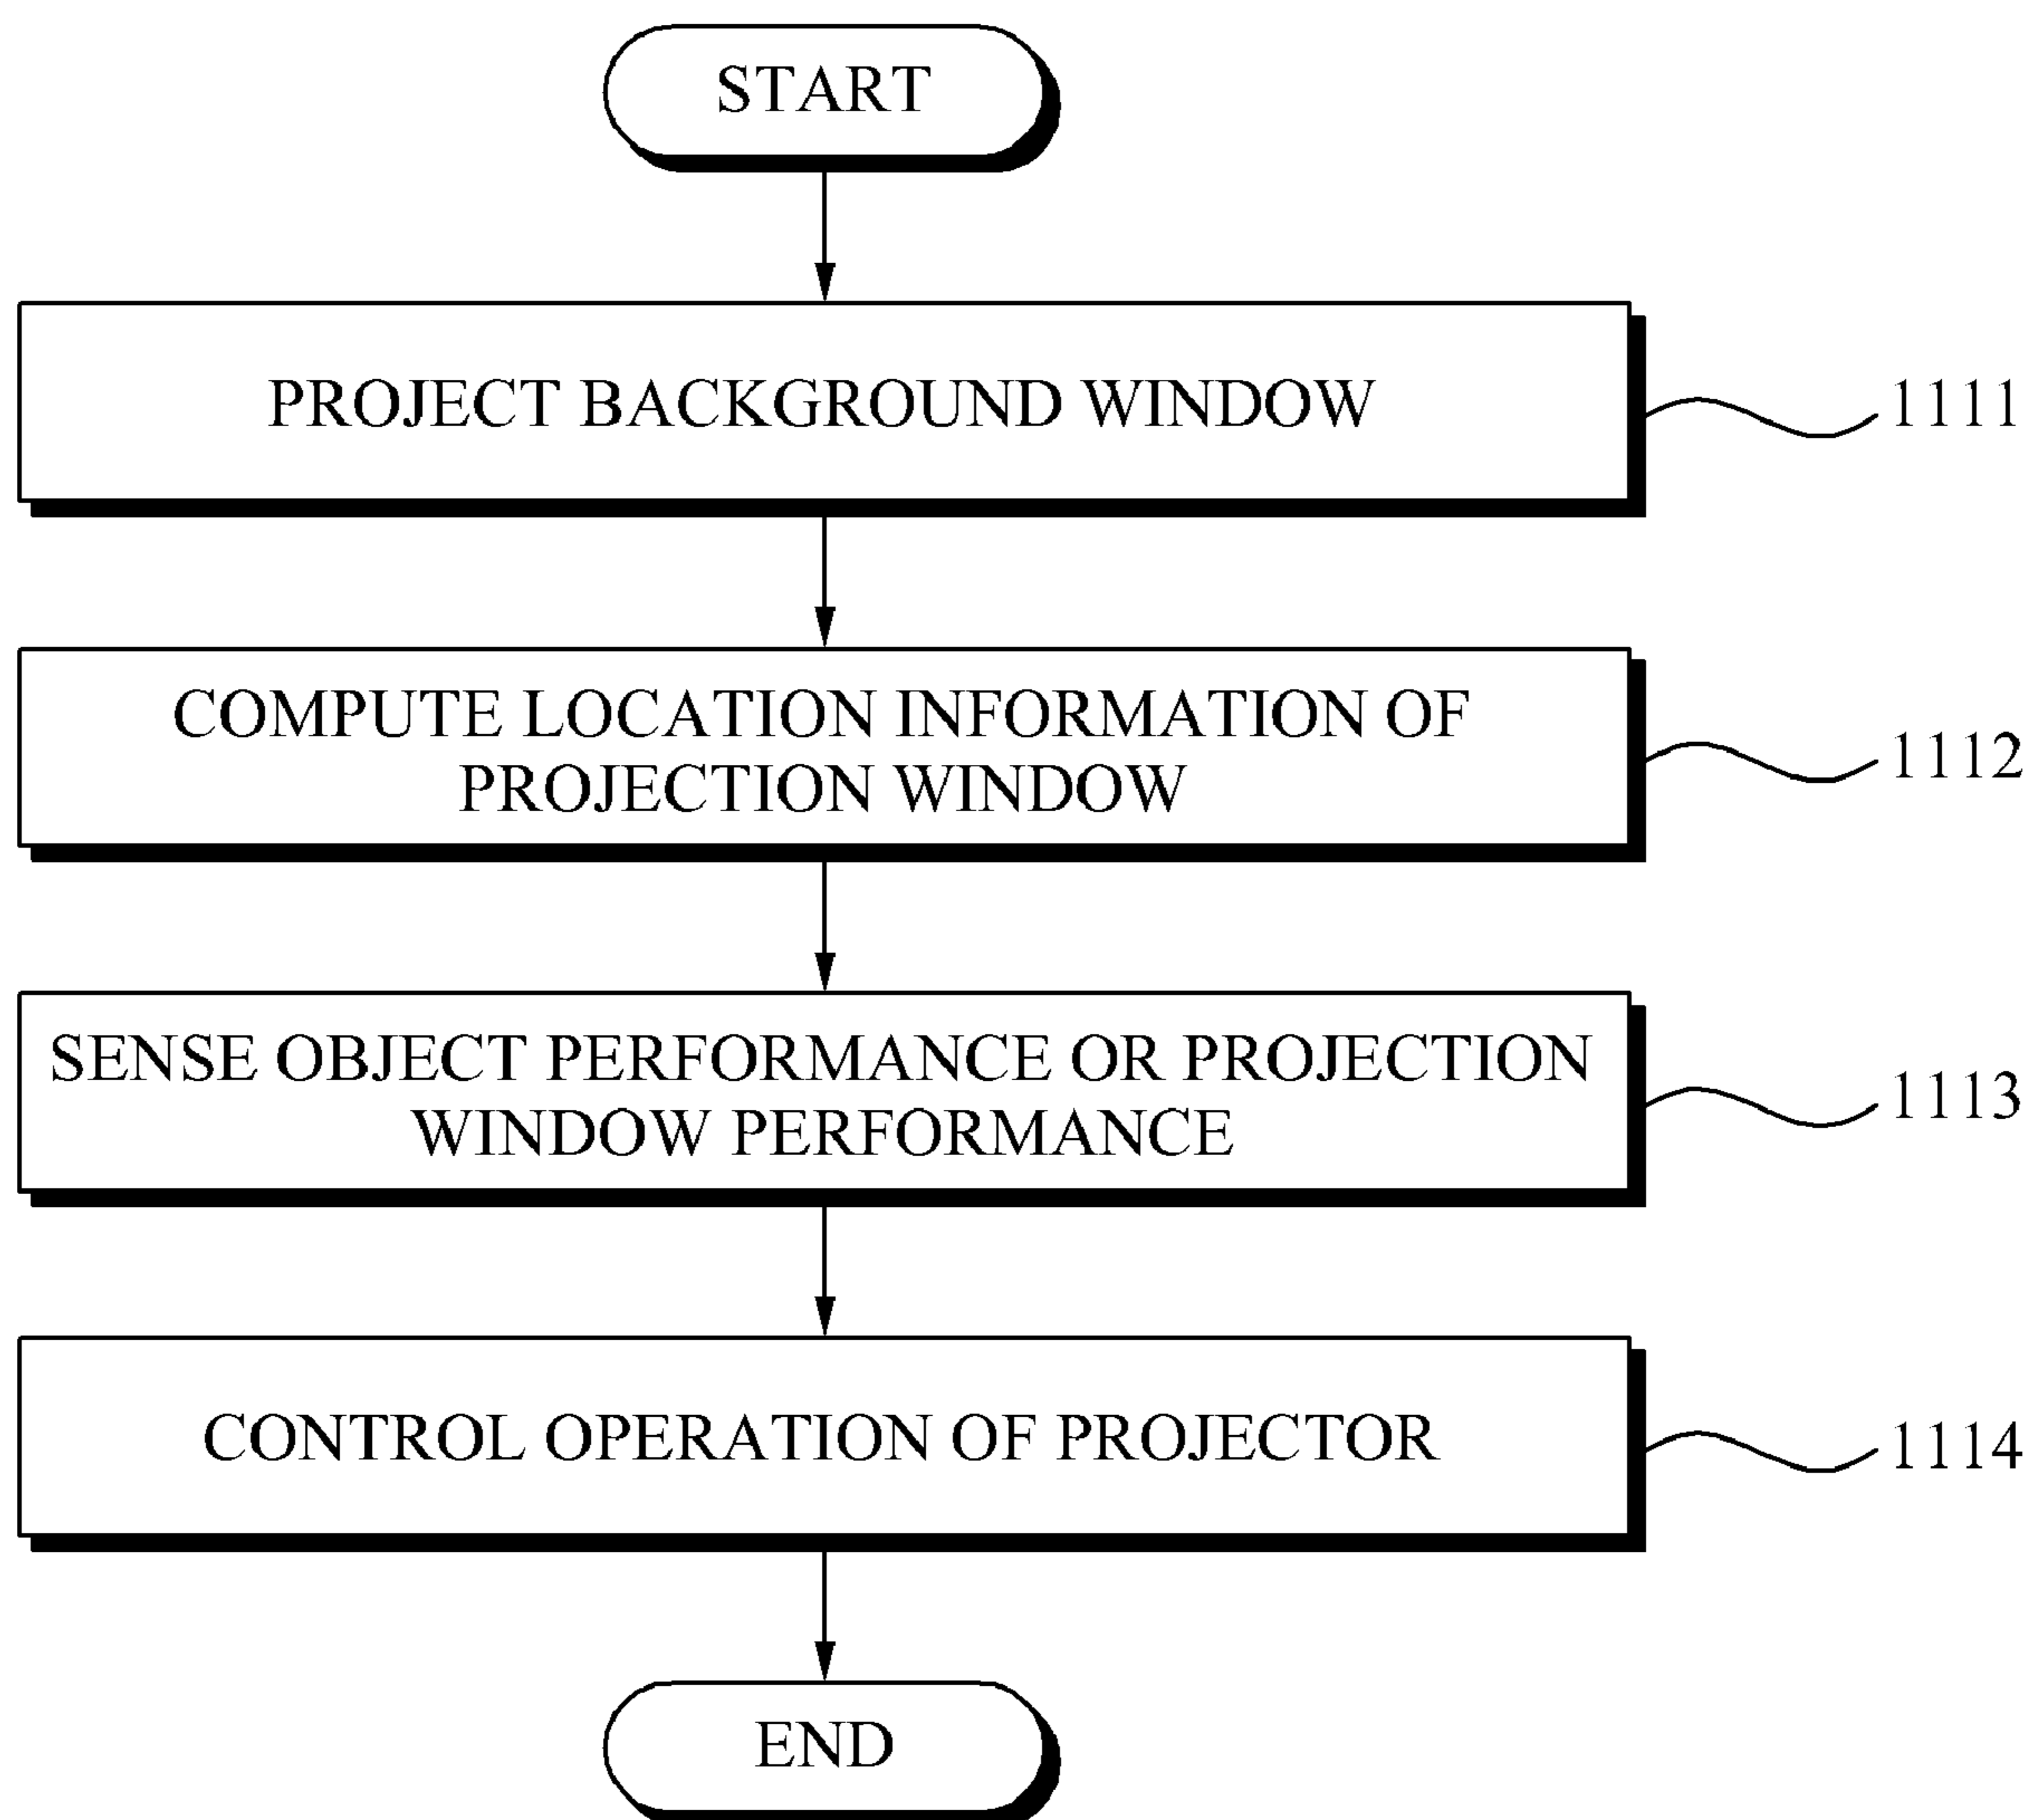 START
PROJECT BACKGROUND WINDOW
1111
COMPUTE LOCATION INFORMATION OF
PROJECTION WINDOW
1112
SENSE OBJECT PERFORMANCE OR PROJECTION
WINDOW PERFORMANCE
1113
CONTROL OPERATION OF PROJECTOR
1114
END